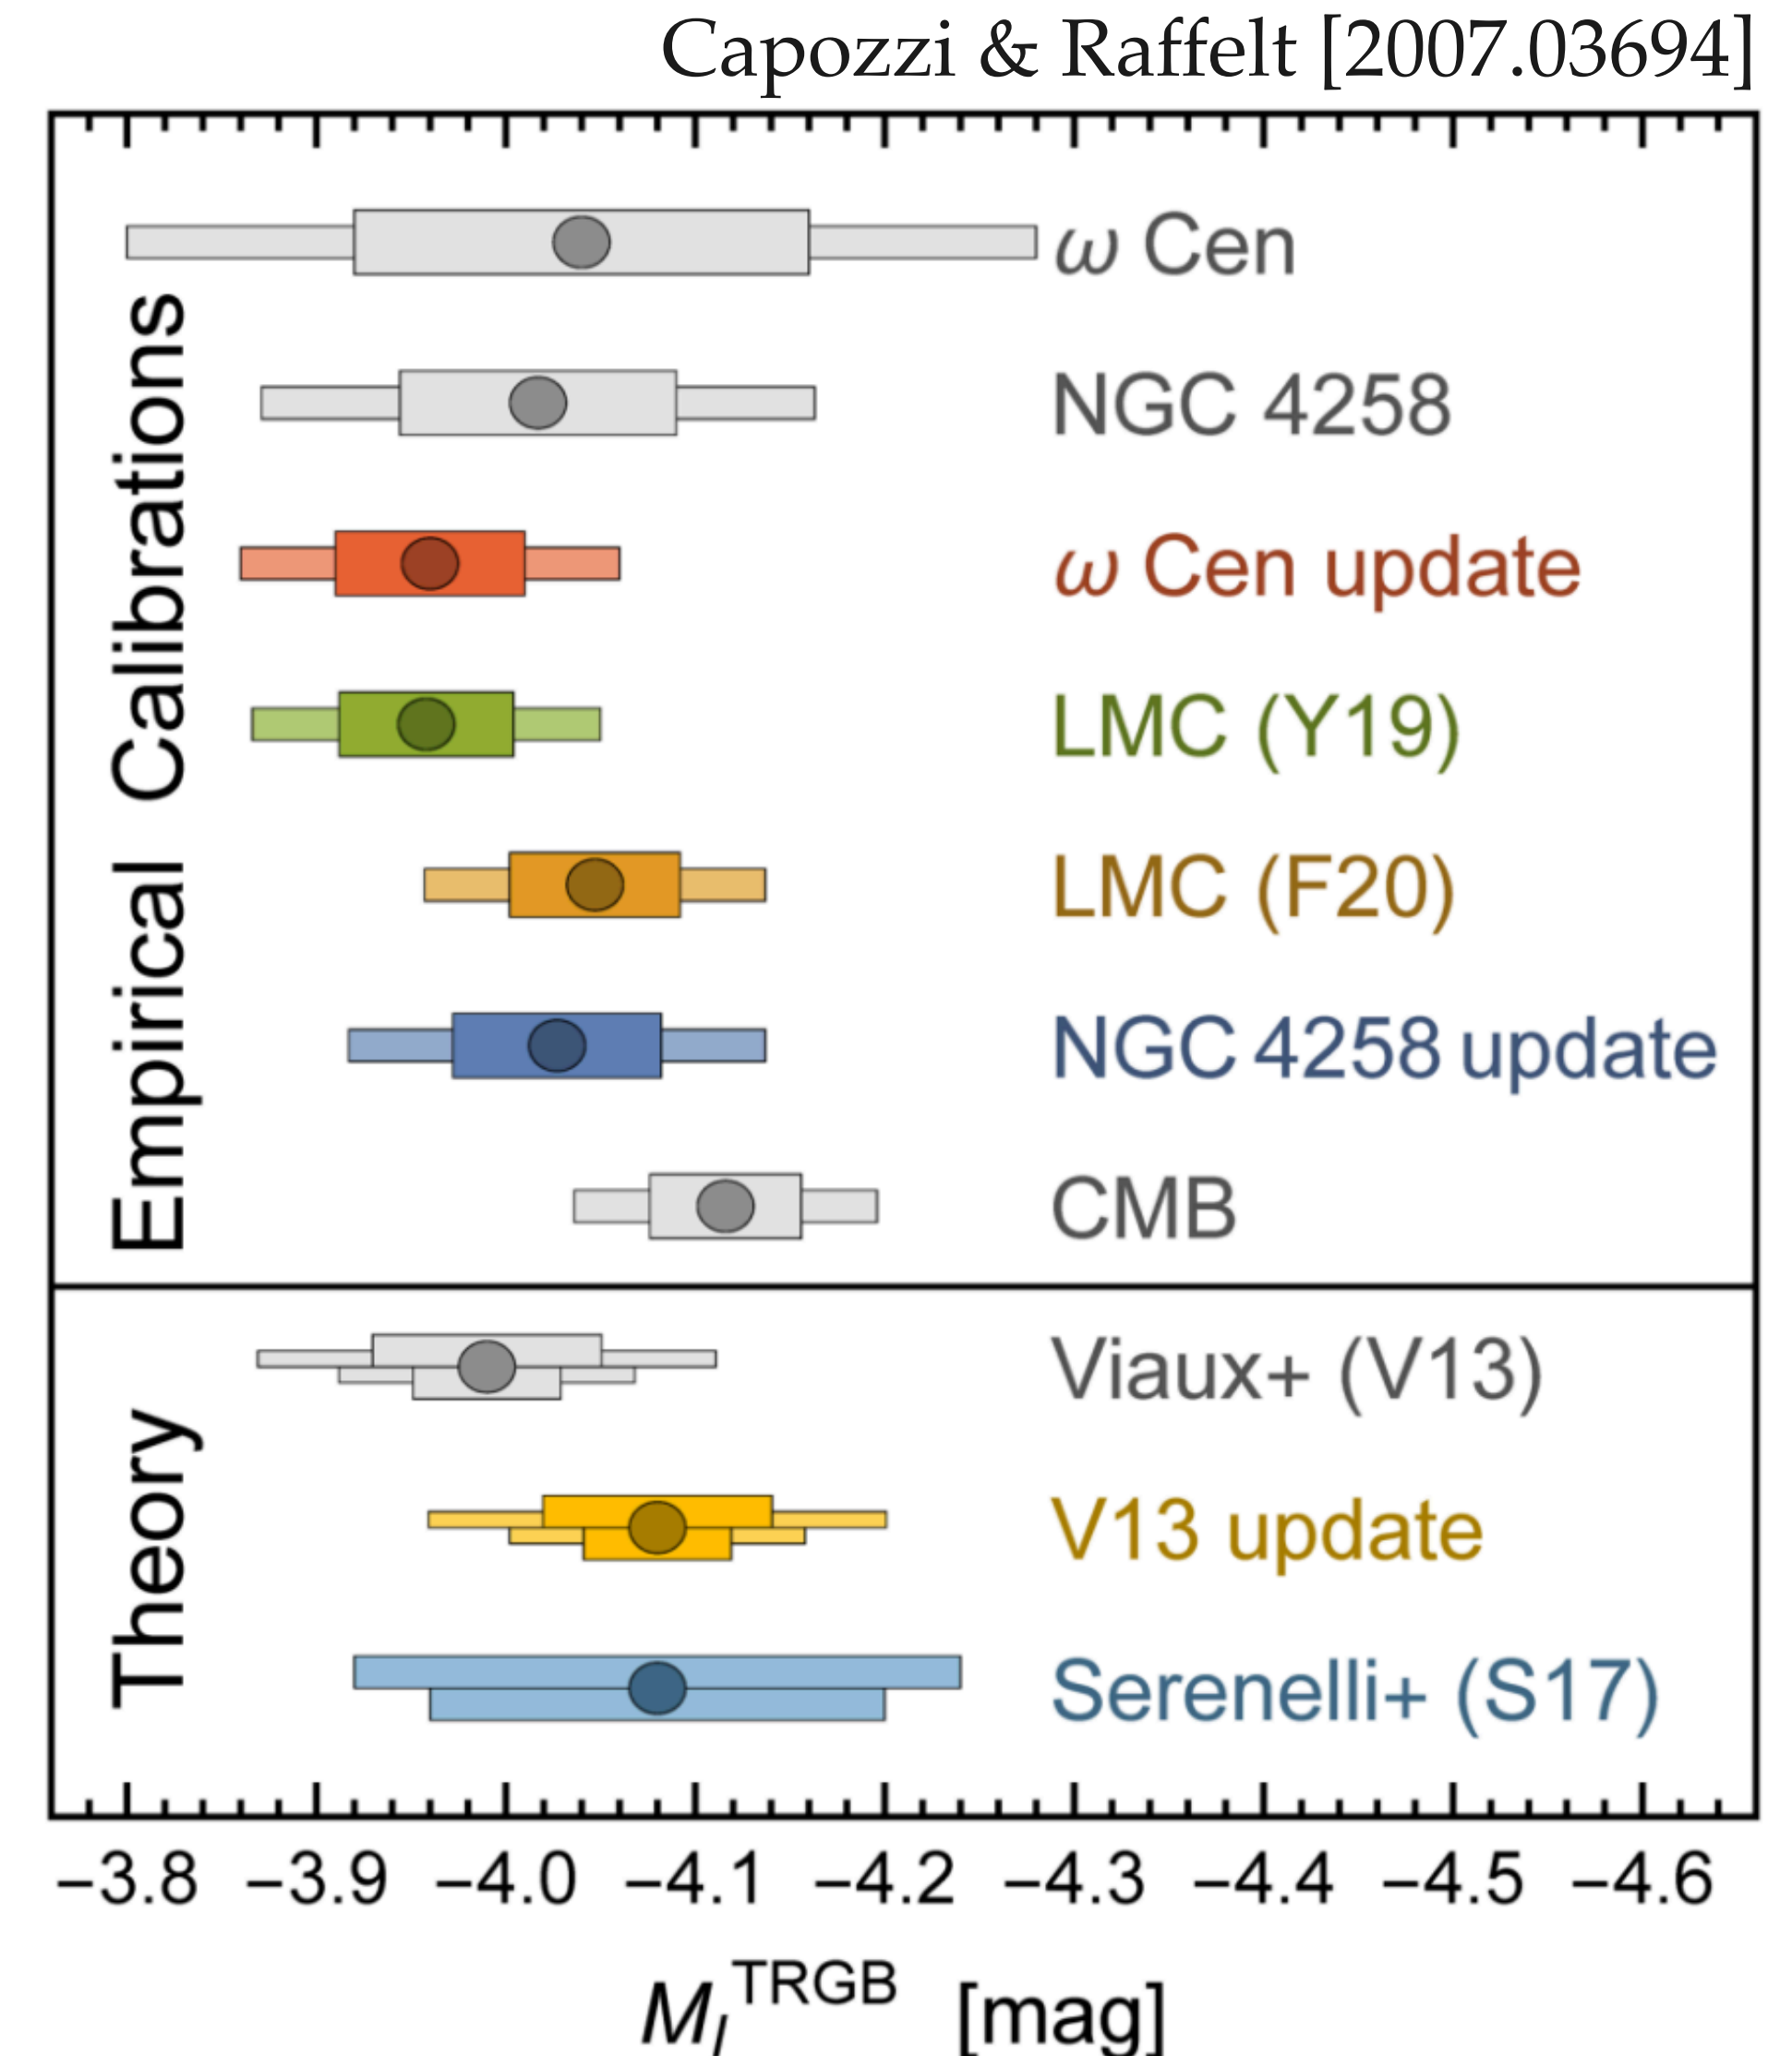 Capozzi & Raffelt [2007.03694]
Empirical Calibrations
ω Cen
NGC 4258
ω Cen update
LMC (Y19)
LMC (F20)
NGC 4258 update
CMB
Theory
Viaux+ (V13)
V13 update
Serenelli+ (S17)
−3.8 −3.9 −4.0 −4.1 −4.2 −4.3 −4.4 −4.5 −4.6
M_I^TRGB [mag]